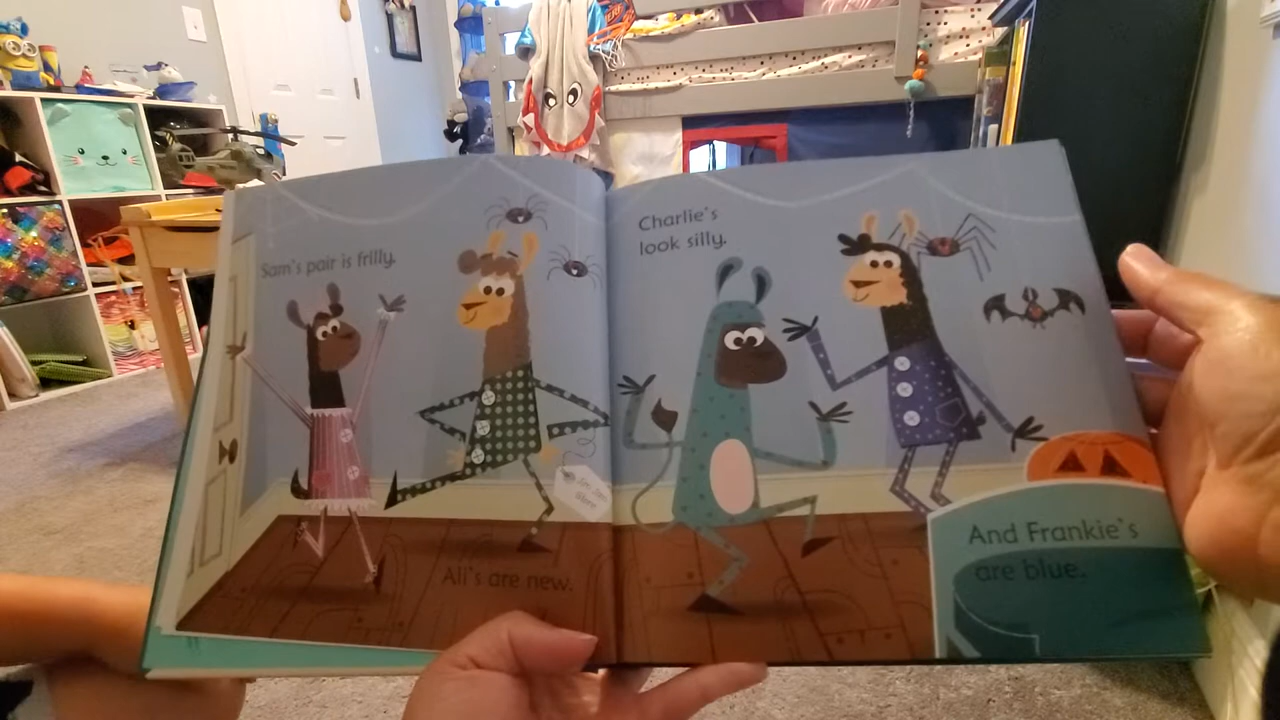 Sam's pair is frilly.
Ali's are new.
Charlie's
look silly.
And Frankie's
are blue.